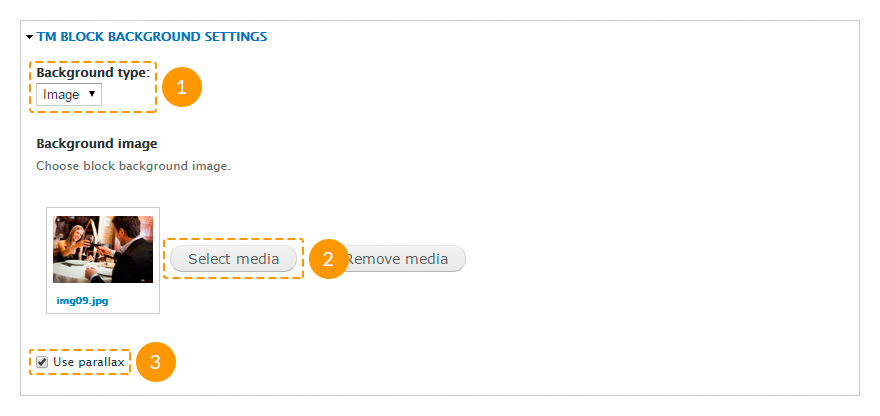 TM BLOCK BACKGROUND SETTINGS
Background type:
Image
1
Background image
Choose block background image.
Select media
2
Remove media
img09.jpg
Use parallax
3